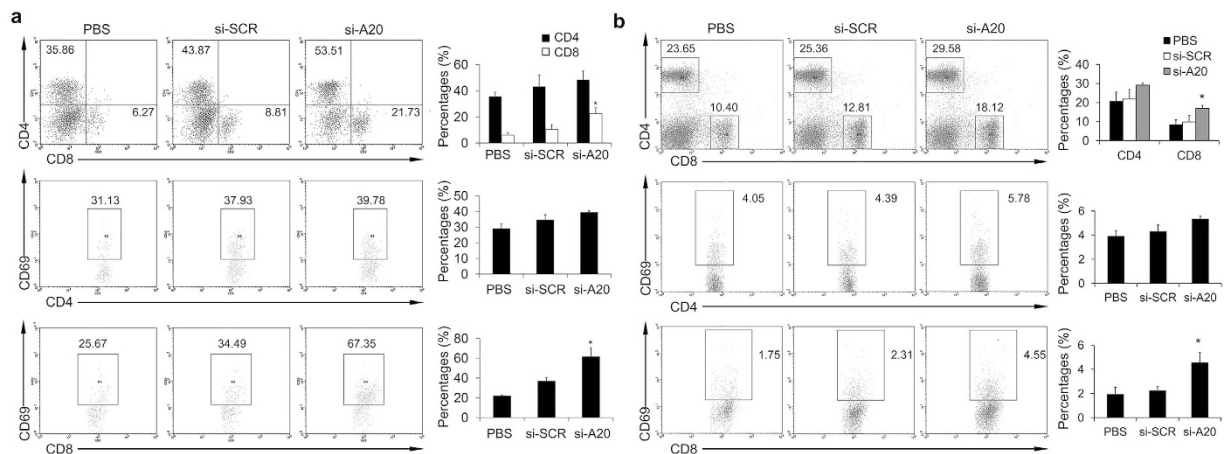 a
PBS
si-SCR
si-A20
35.86
43.87
53.51
6.27
8.81
21.73
CD4
CD8
Percentages (%)
60
40
20
0
CD4
CD8
*
PBS
si-SCR
si-A20
31.13
37.93
39.78
CD69
CD4
Percentages (%)
50
40
30
20
10
0
PBS
si-SCR
si-A20
25.67
34.49
67.35
CD69
CD8
Percentages (%)
80
60
40
20
0
*
PBS
si-SCR
si-A20
b
PBS
si-SCR
si-A20
23.65
25.36
29.58
10.40
12.81
18.12
CD4
CD8
Percentages (%)
40
30
20
10
0
PBS
si-SCR
si-A20
*
CD4
CD8
4.05
4.39
5.78
CD69
CD4
Percentages (%)
6
4
2
0
PBS
si-SCR
si-A20
1.75
2.31
4.55
CD69
CD8
Percentages (%)
6
4
2
0
*
PBS
si-SCR
si-A20